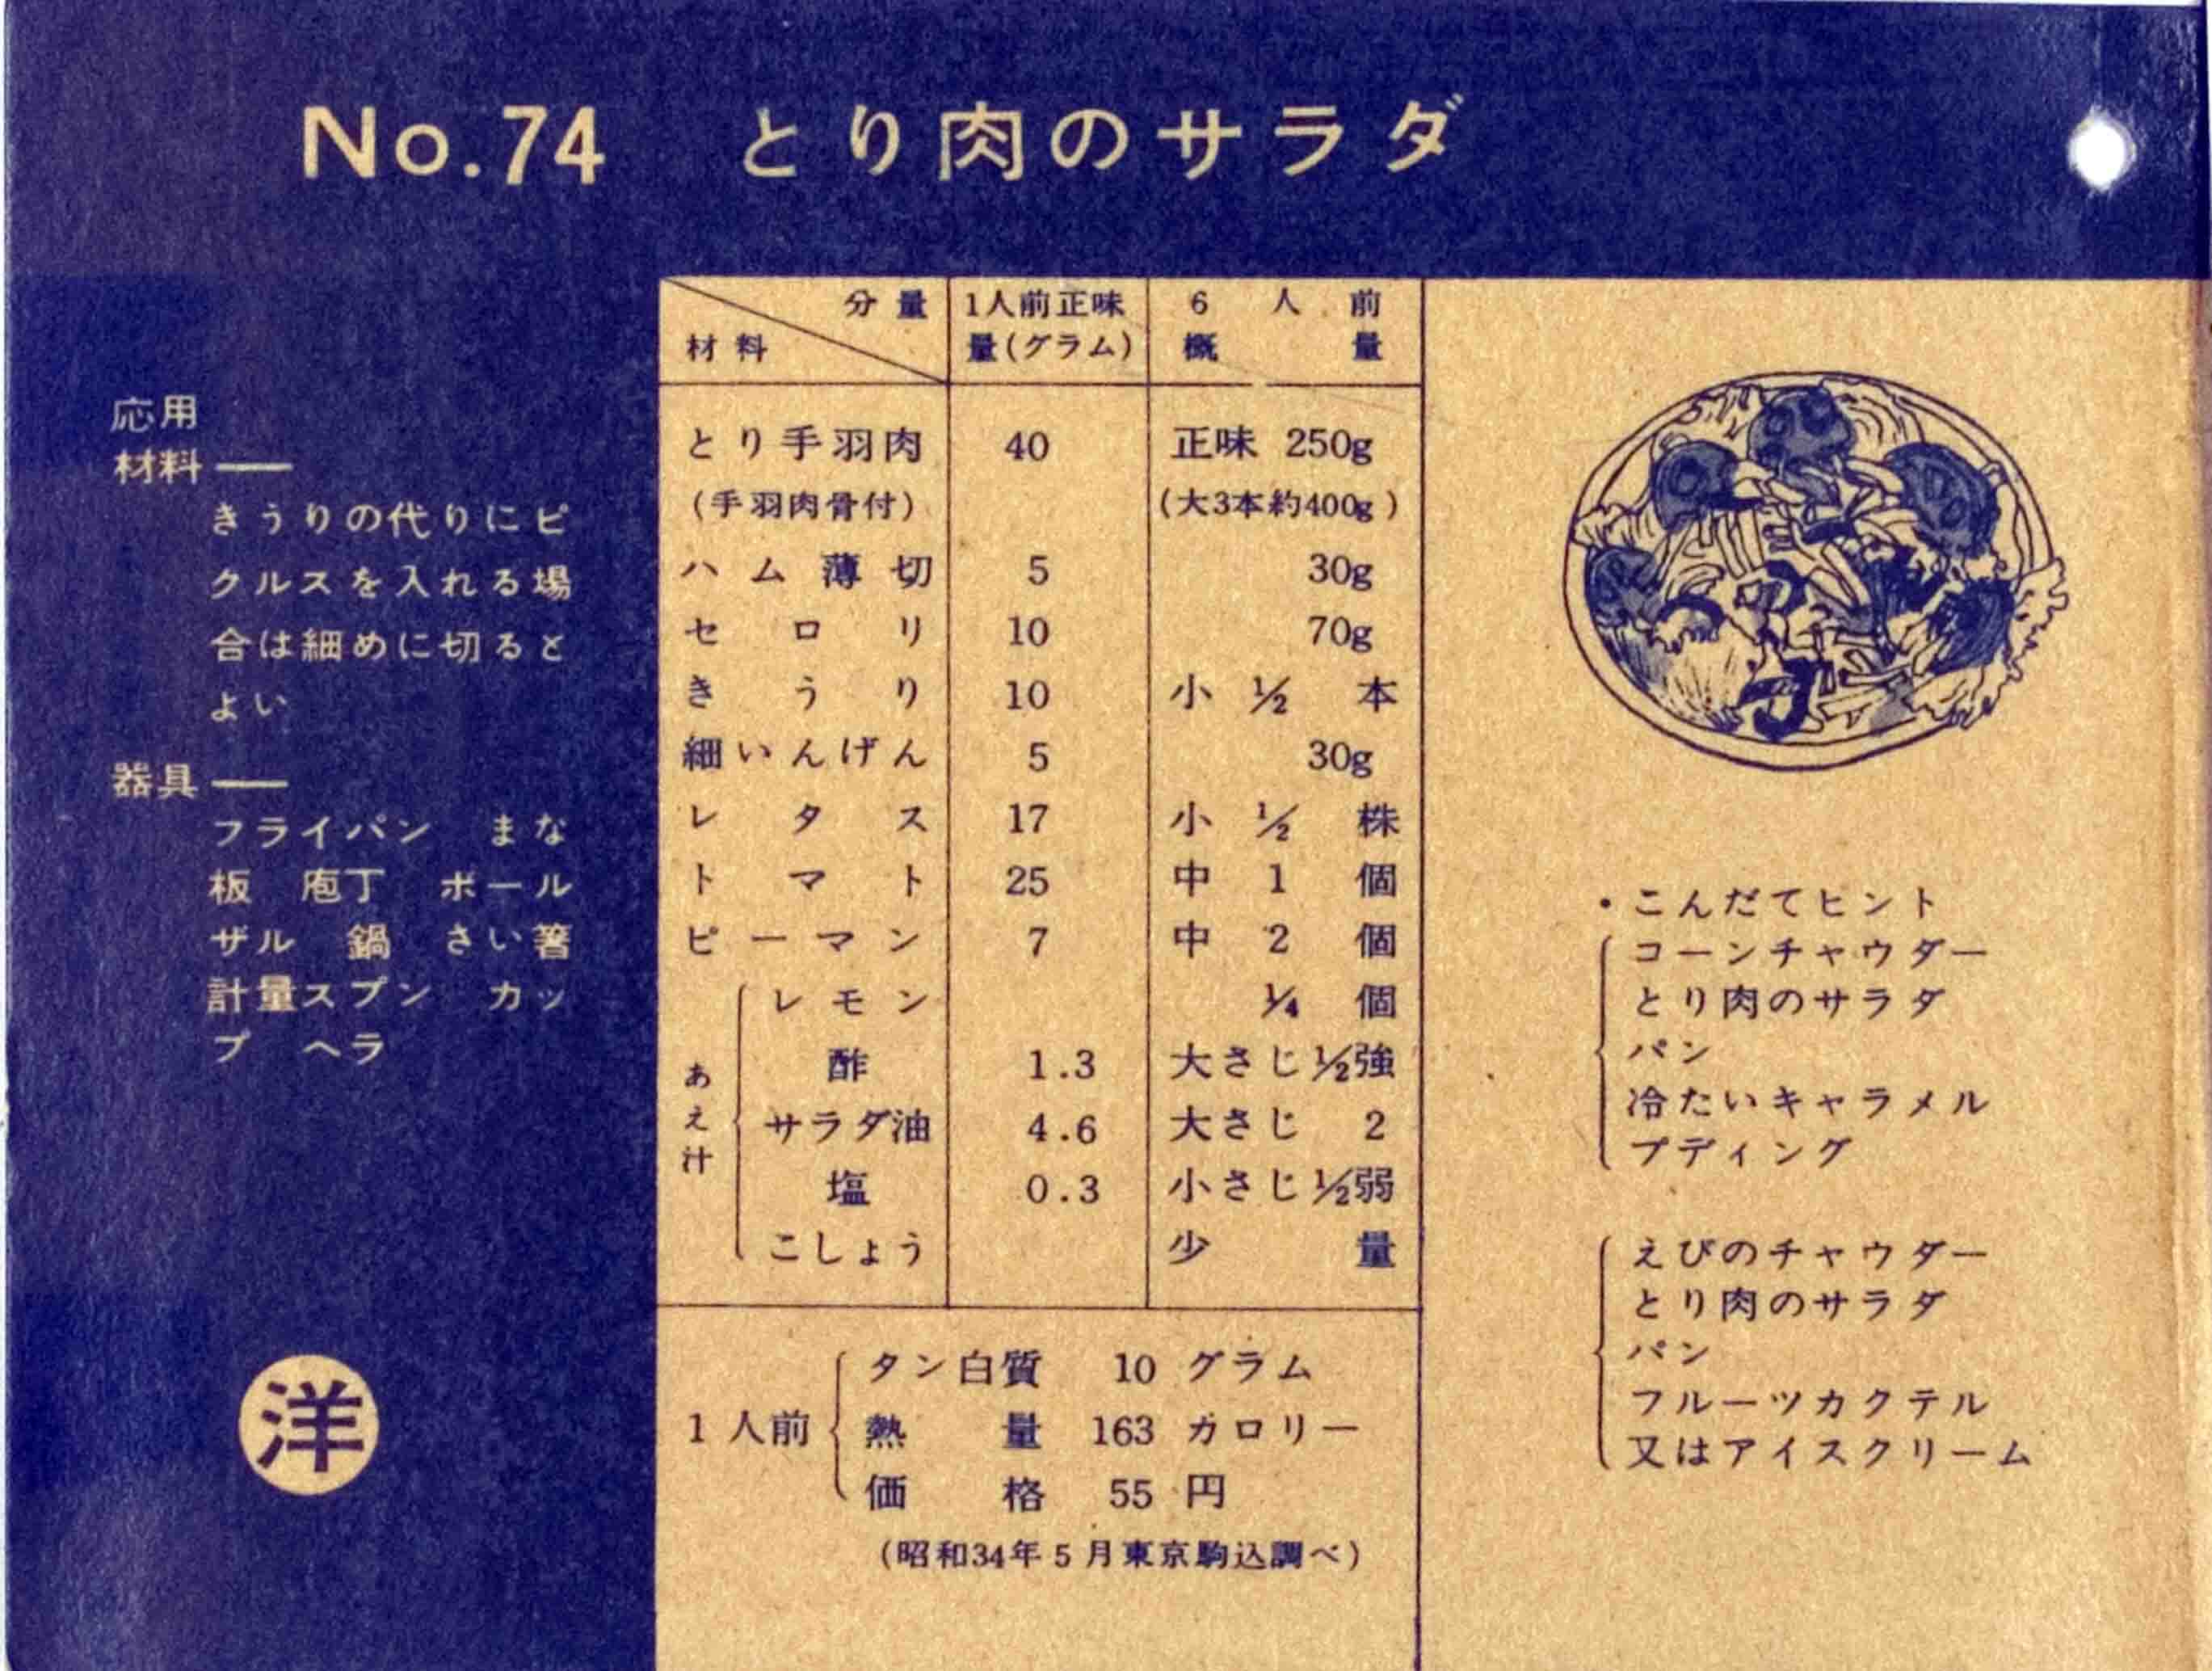 No.74 とり肉のサラダ
応用
材料——
きうりの代りにピ
クルスを入れる場
合は細めに切ると
よい
器具——
フライパン まな
板 庖丁 ボール
ザル 鍋 さい箸
計量スプン カッ
プ ヘラ
洋
分量 1人前正味 6人前
材料 量(グラム) 概量
とり手羽肉 40 正味 250g
(手羽肉骨付) (大3本約400g)
ハム薄切 5 30g
セロリ 10 70g
きうり 10 小 ½ 本
細いんげん 5 30g
レタス 17 小 ½ 株
トマト 25 中 1 個
ピーマン 7 中 2 個
あえ汁
レモン ¼ 個
酢 1.3 大さじ½強
サラダ油 4.6 大さじ 2
塩 0.3 小さじ½弱
こしょう 少量
1人前
タン白質 10 グラム
熱量 163 カロリー
価格 55 円
(昭和34年5月東京駒込調べ)
・こんだてヒント
コーンチャウダー
とり肉のサラダ
パン
冷たいキャラメル
プディング
えびのチャウダー
とり肉のサラダ
パン
フルーツカクテル
又はアイスクリーム